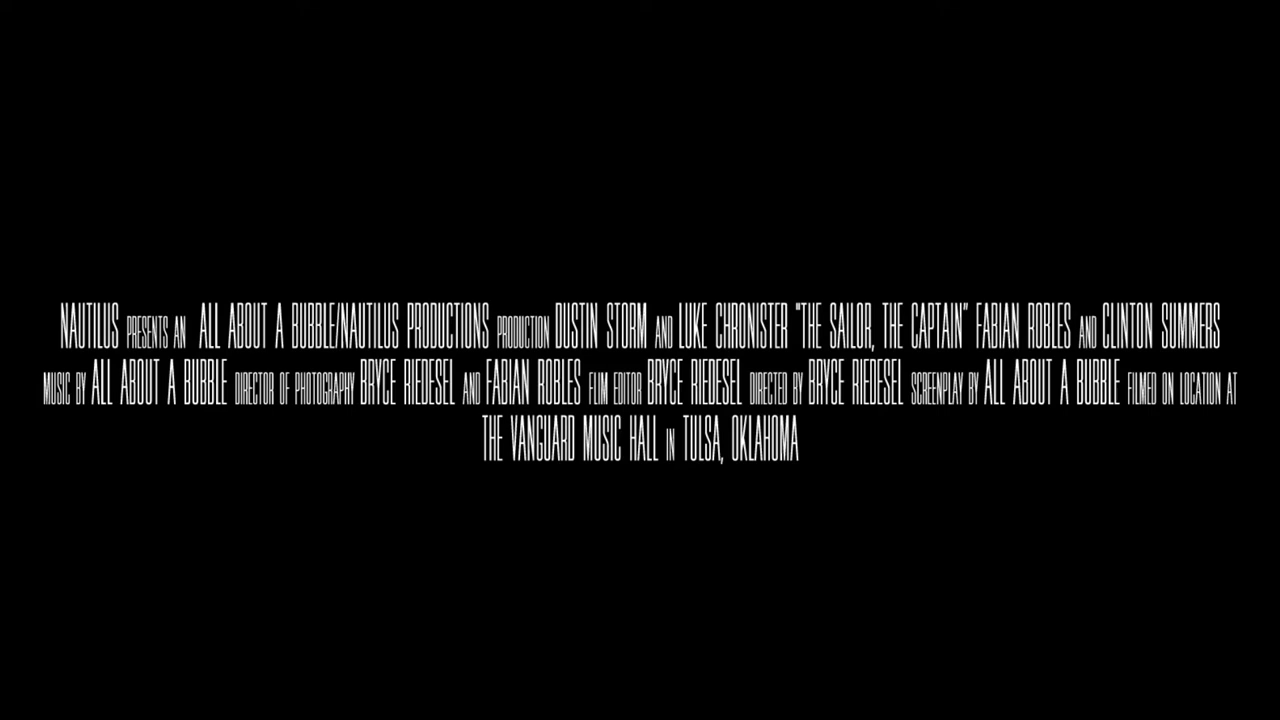 NAUTILUS PRESENTS AN ALL ABOUT A BUBBLE/NAUTILUS PRODUCTIONS PRODUCTION DUSTIN STORM AND LUKE CHRONISTER "THE SAILOR, THE CAPTAIN" FABIAN ROBLES AND CLINTON SUMMERS
MUSIC BY ALL ABOUT A BUBBLE DIRECTOR OF PHOTOGRAPHY BRYCE RIEDESEL AND FABIAN ROBLES FLIM EDITOR BRYCE RIEDESEL DIRECTED BY BRYCE RIEDESEL SCREENPLAY BY ALL ABOUT A BUBBLE FILMED ON LOCATION AT
THE VANGUARD MUSIC HALL IN TULSA, OKLAHOMA